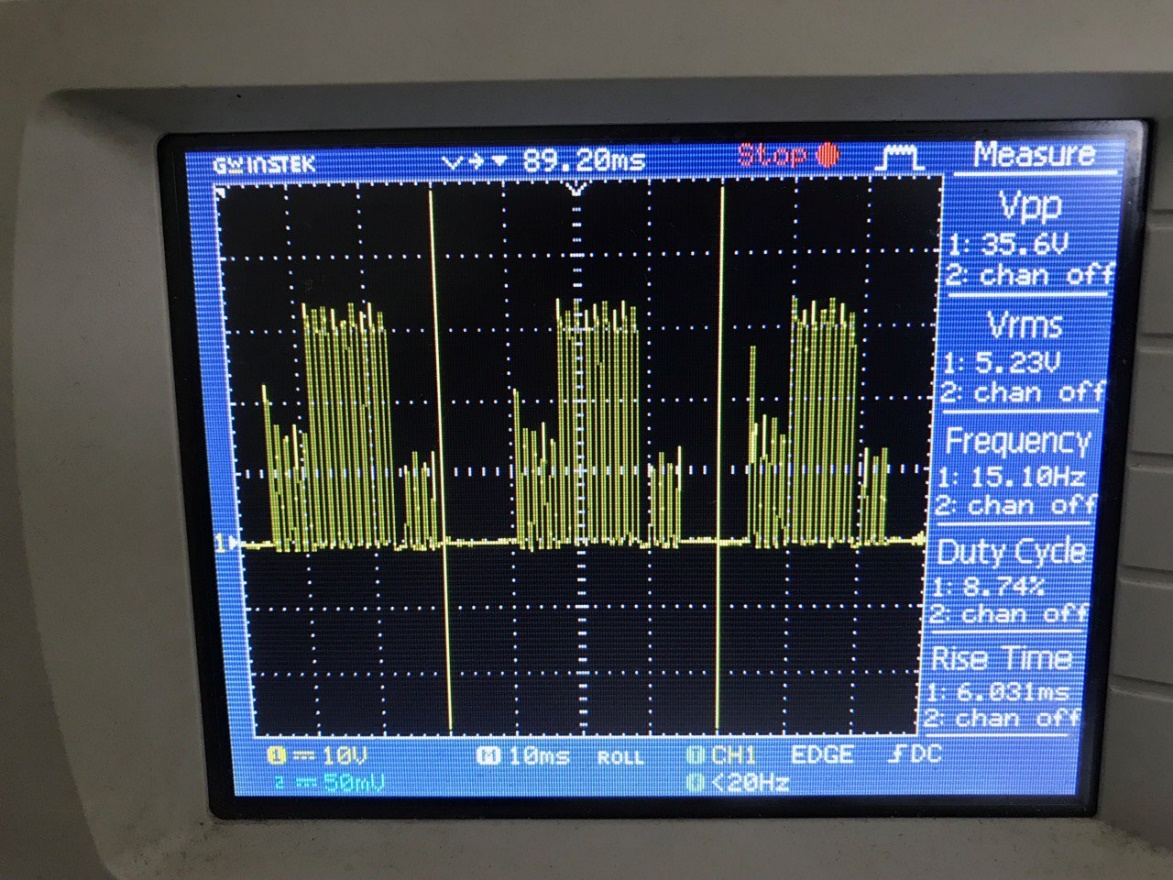 GW INSTEK 89.20ms Stop Measure
Vpp
1: 35.6V
2: chan off
Vrms
1: 5.23V
2: chan off
Frequency
1: 15.10Hz
2: chan off
Duty Cycle
1: 8.74%
2: chan off
Rise Time
1: 6.031ms
2: chan off
1
1 10V M 10ms ROLL T CH1 EDGE DC
2 50mV <20Hz